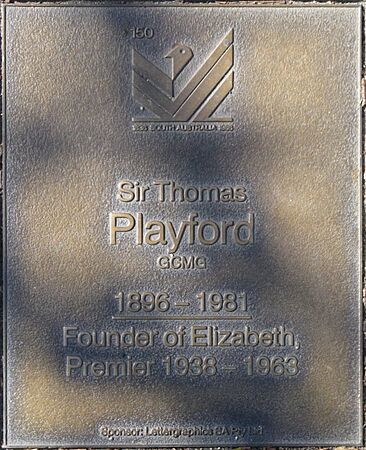 150
1836 SOUTH AUSTRALIA 1986
Sir Thomas
Playford
GCMG
1896 – 1981
Founder of Elizabeth,
Premier 1938 – 1963
Sponsor: Lettergraphics SA Pty Ltd